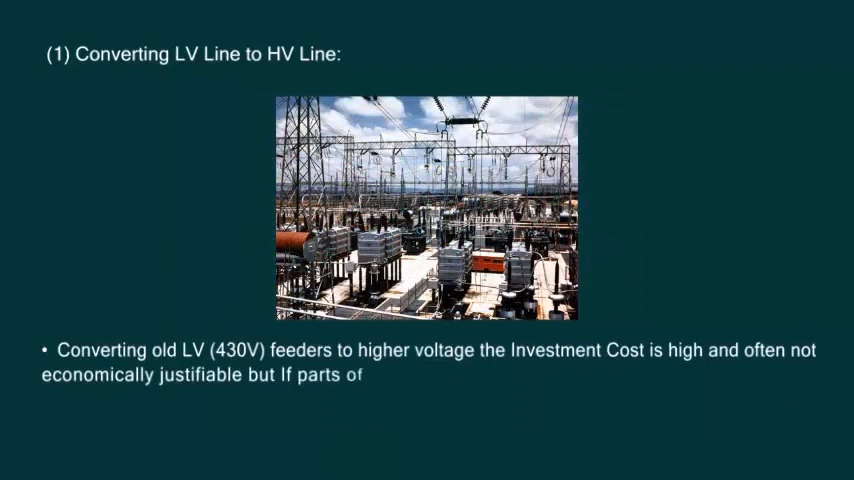 (1) Converting LV Line to HV Line:
• Converting old LV (430V) feeders to higher voltage the Investment Cost is high and often not
economically justifiable but If parts of